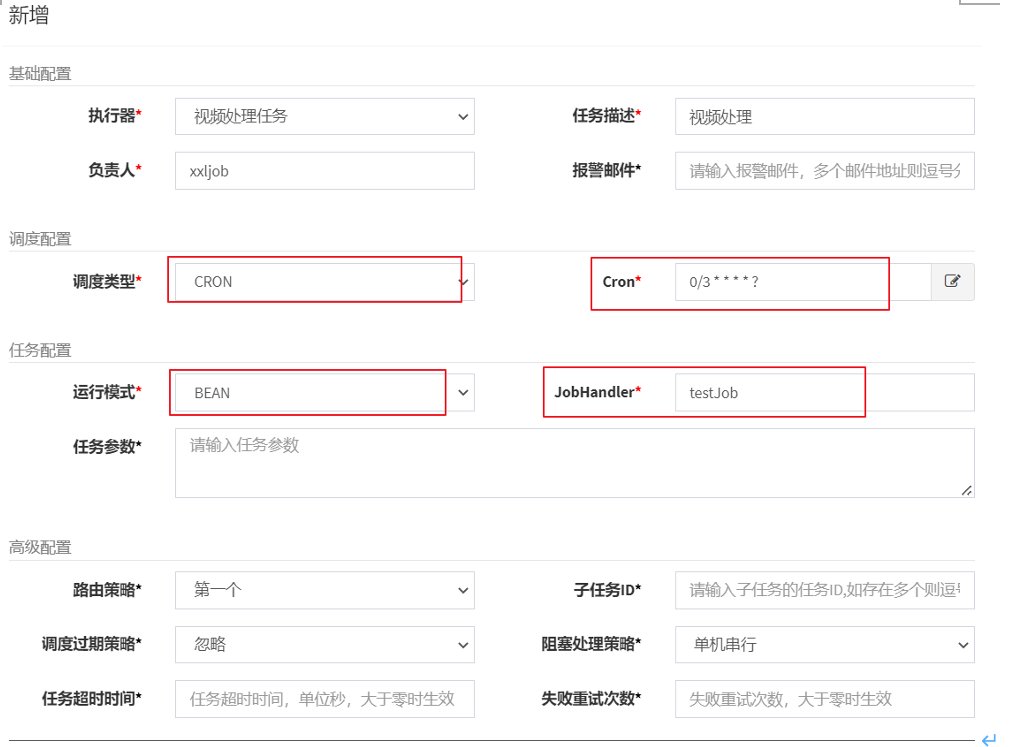 新增
基础配置
执行器* 视频处理任务 任务描述* 视频处理
负责人* xxljob 报警邮件* 请输入报警邮件，多个邮件地址则逗号分
调度配置
调度类型* CRON Cron* 0/3 * * * * ?
任务配置
运行模式* BEAN JobHandler* testJob
任务参数* 请输入任务参数
高级配置
路由策略* 第一个 子任务ID* 请输入子任务的任务ID,如存在多个则逗号
调度过期策略* 忽略 阻塞处理策略* 单机串行
任务超时时间* 任务超时时间，单位秒，大于零时生效 失败重试次数* 失败重试次数，大于零时生效